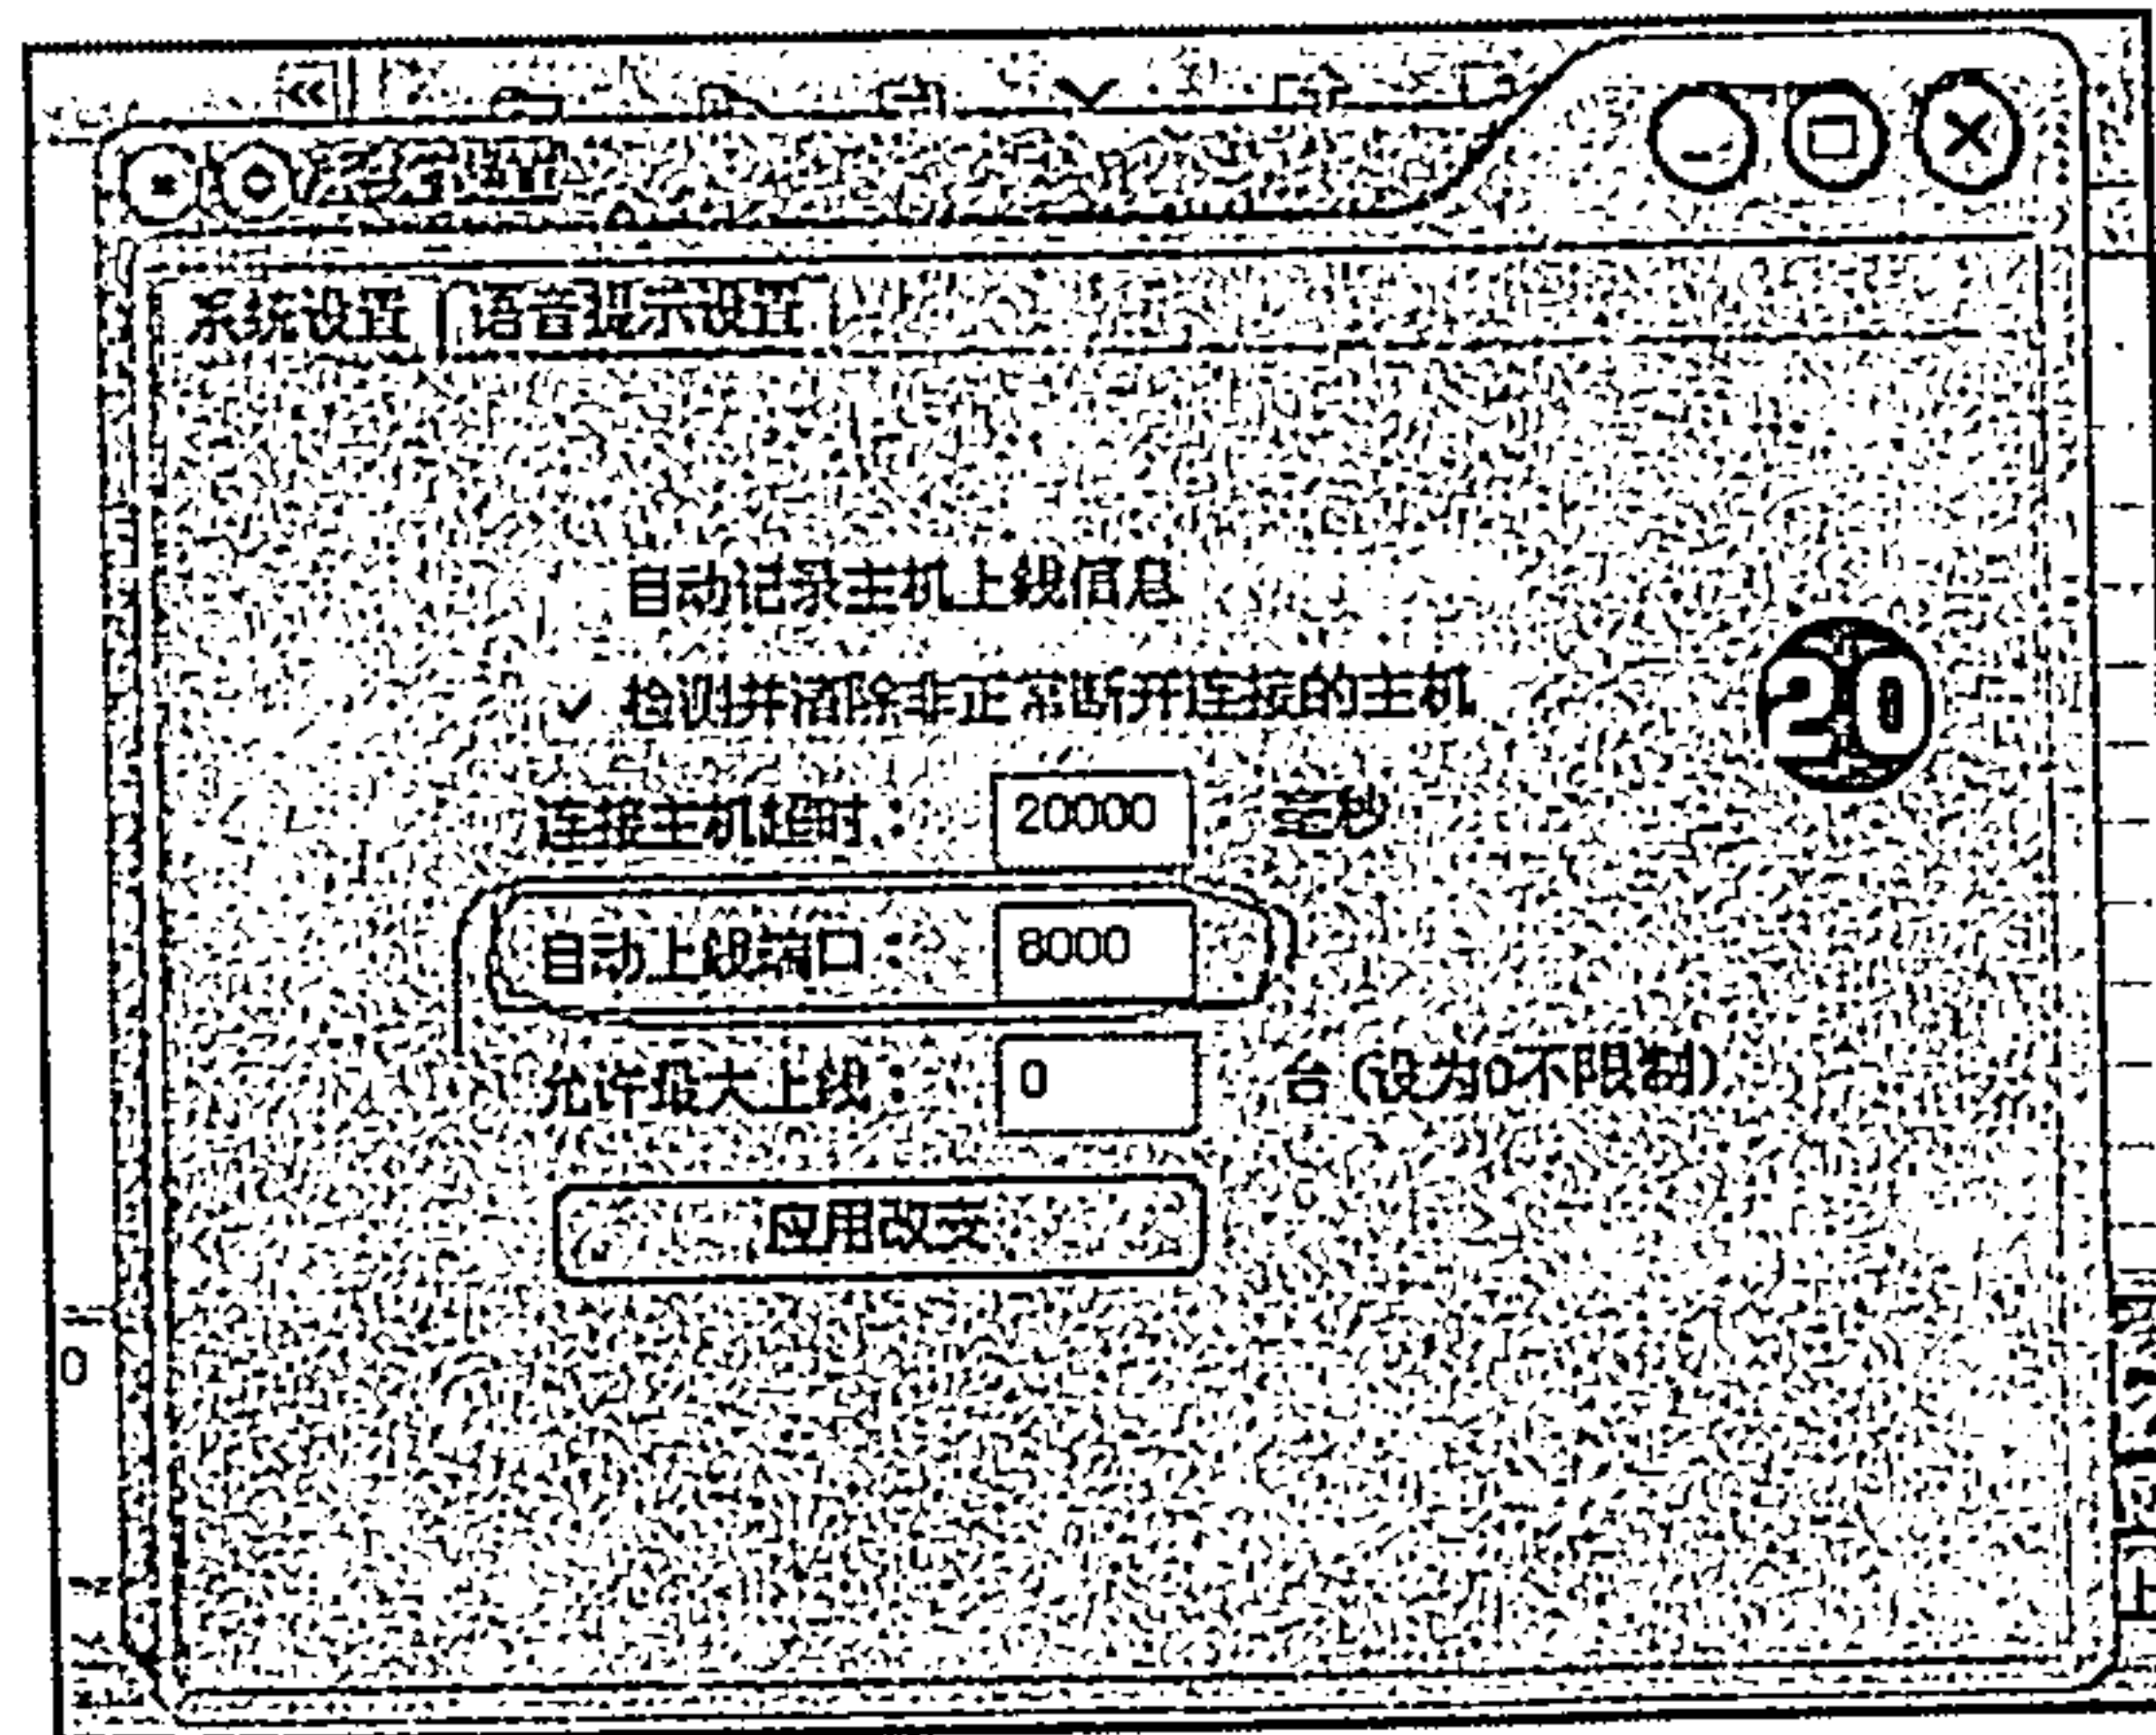 系统设置 语音提示设置
自动记录主机上线信息
✓ 检测并清除非正常断开连接的主机
20
连接主机超时： 20000 毫秒
自动上线端口： 8000
允许最大上线： 0 台(设为0不限制)
应用改变
0